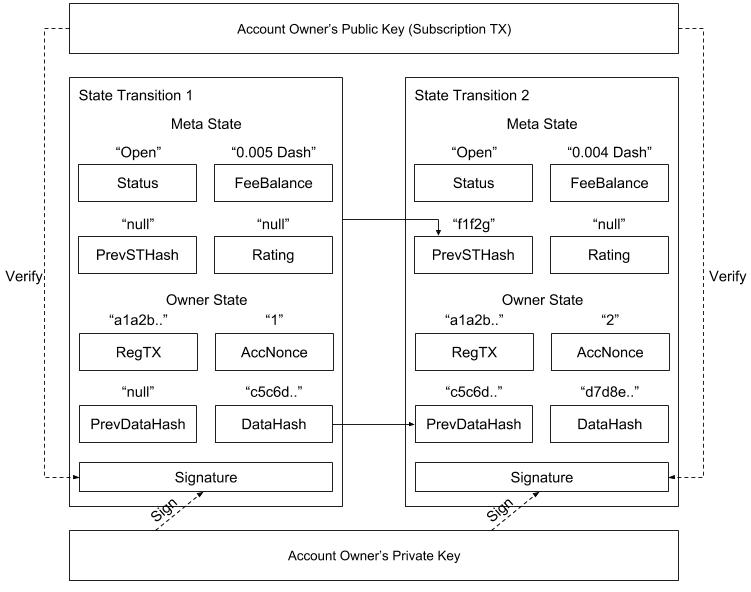 Account Owner's Public Key (Subscription TX)
State Transition 1
Meta State
“Open”
“0.005 Dash”
Status
FeeBalance
“null”
“null”
PrevSTHash
Rating
Owner State
“a1a2b..”
“1”
RegTX
AccNonce
“null”
“c5c6d..”
PrevDataHash
DataHash
Signature
State Transition 2
Meta State
“Open”
“0.004 Dash”
Status
FeeBalance
“f1f2g”
“null”
PrevSTHash
Rating
Owner State
“a1a2b..”
“2”
RegTX
AccNonce
“c5c6d..”
“d7d8e..”
PrevDataHash
DataHash
Signature
Verify
Verify
Sign
Sign
Account Owner's Private Key